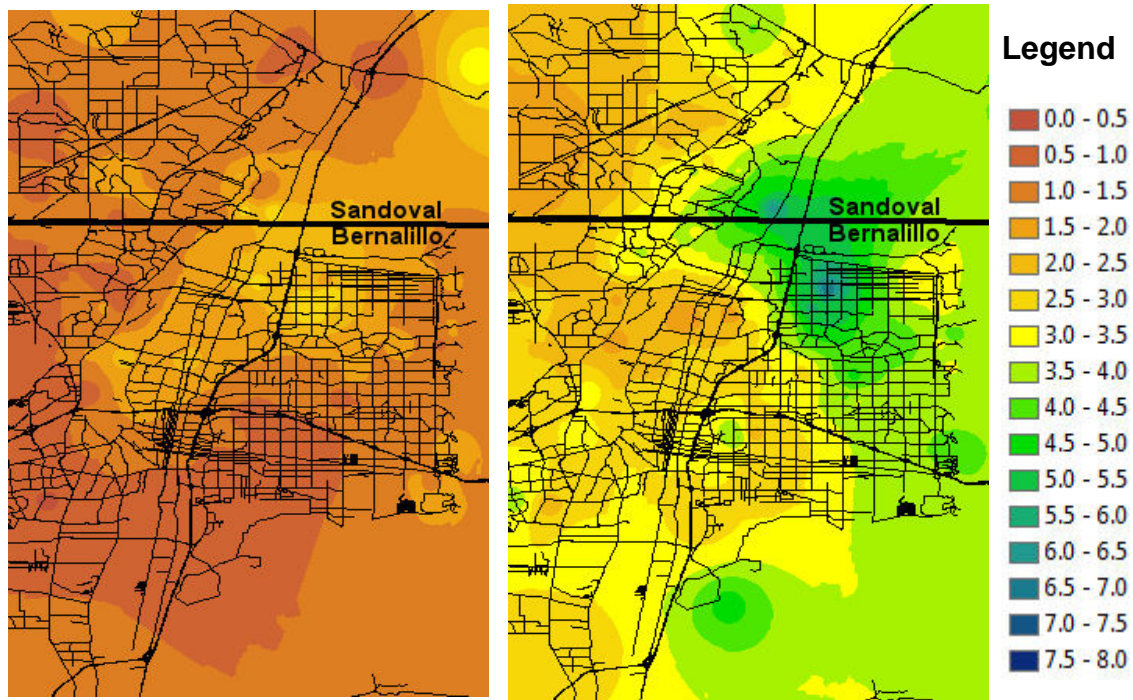 Sandoval
Bernalillo
Sandoval
Bernalillo
Legend
0.0 - 0.5
0.5 - 1.0
1.0 - 1.5
1.5 - 2.0
2.0 - 2.5
2.5 - 3.0
3.0 - 3.5
3.5 - 4.0
4.0 - 4.5
4.5 - 5.0
5.0 - 5.5
5.5 - 6.0
6.0 - 6.5
6.5 - 7.0
7.0 - 7.5
7.5 - 8.0